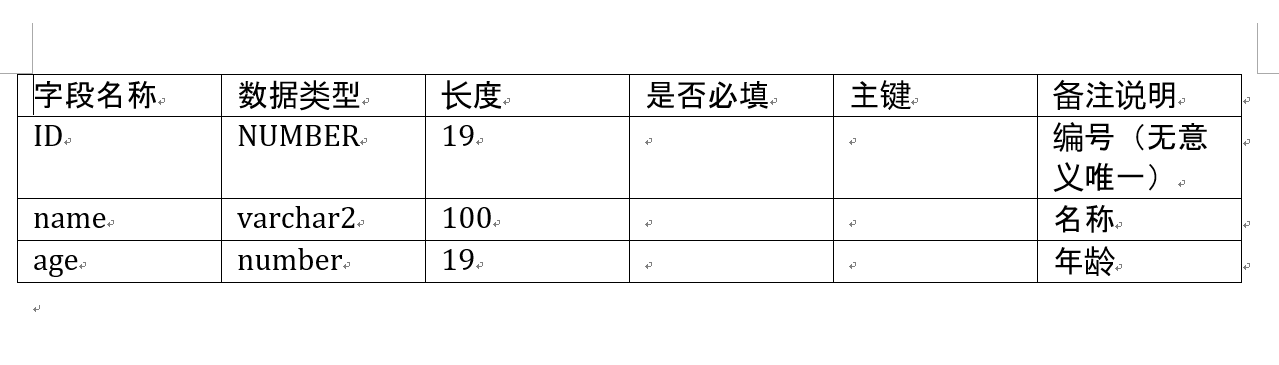 字段名称 数据类型 长度 是否必填 主键 备注说明
ID NUMBER 19 编号（无意
义唯一）
name varchar2 100 名称
age number 19 年龄